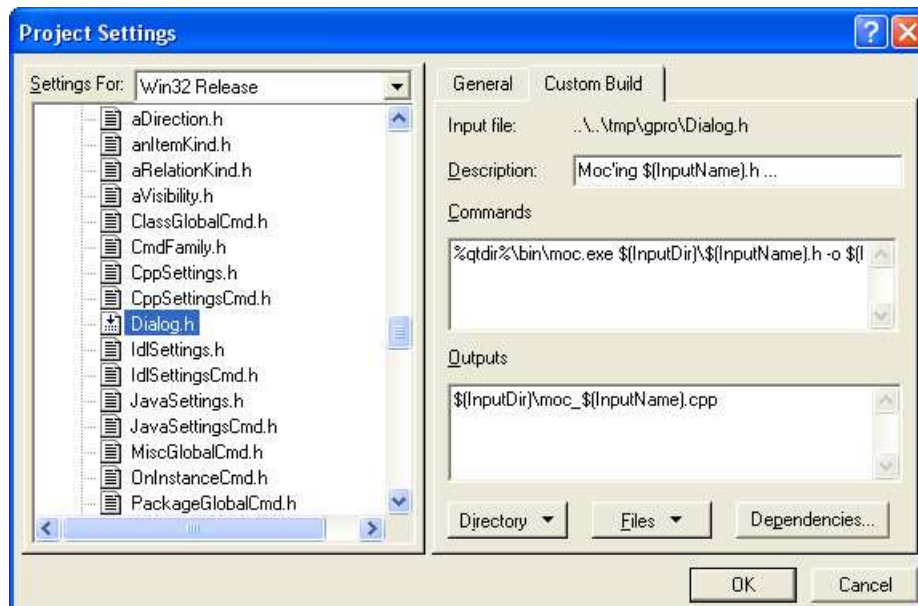 Project Settings
Settings For: Win32 Release
aDirection.h
anItemKind.h
aRelationKind.h
aVisibility.h
ClassGlobalCmd.h
CmdFamily.h
CppSettings.h
CppSettingsCmd.h
Dialog.h
IdlSettings.h
IdlSettingsCmd.h
JavaSettings.h
JavaSettingsCmd.h
MiscGlobalCmd.h
OnInstanceCmd.h
PackageGlobalCmd.h
General Custom Build
Input file: ..\..\tmp\gpro\Dialog.h
Description: Moc'ing $(InputName).h ...
Commands
%qtdir%\bin\moc.exe $(InputDir)\$(InputName).h -o $(I
Outputs
$(InputDir)\moc_$(InputName).cpp
Directory Files Dependencies...
OK Cancel